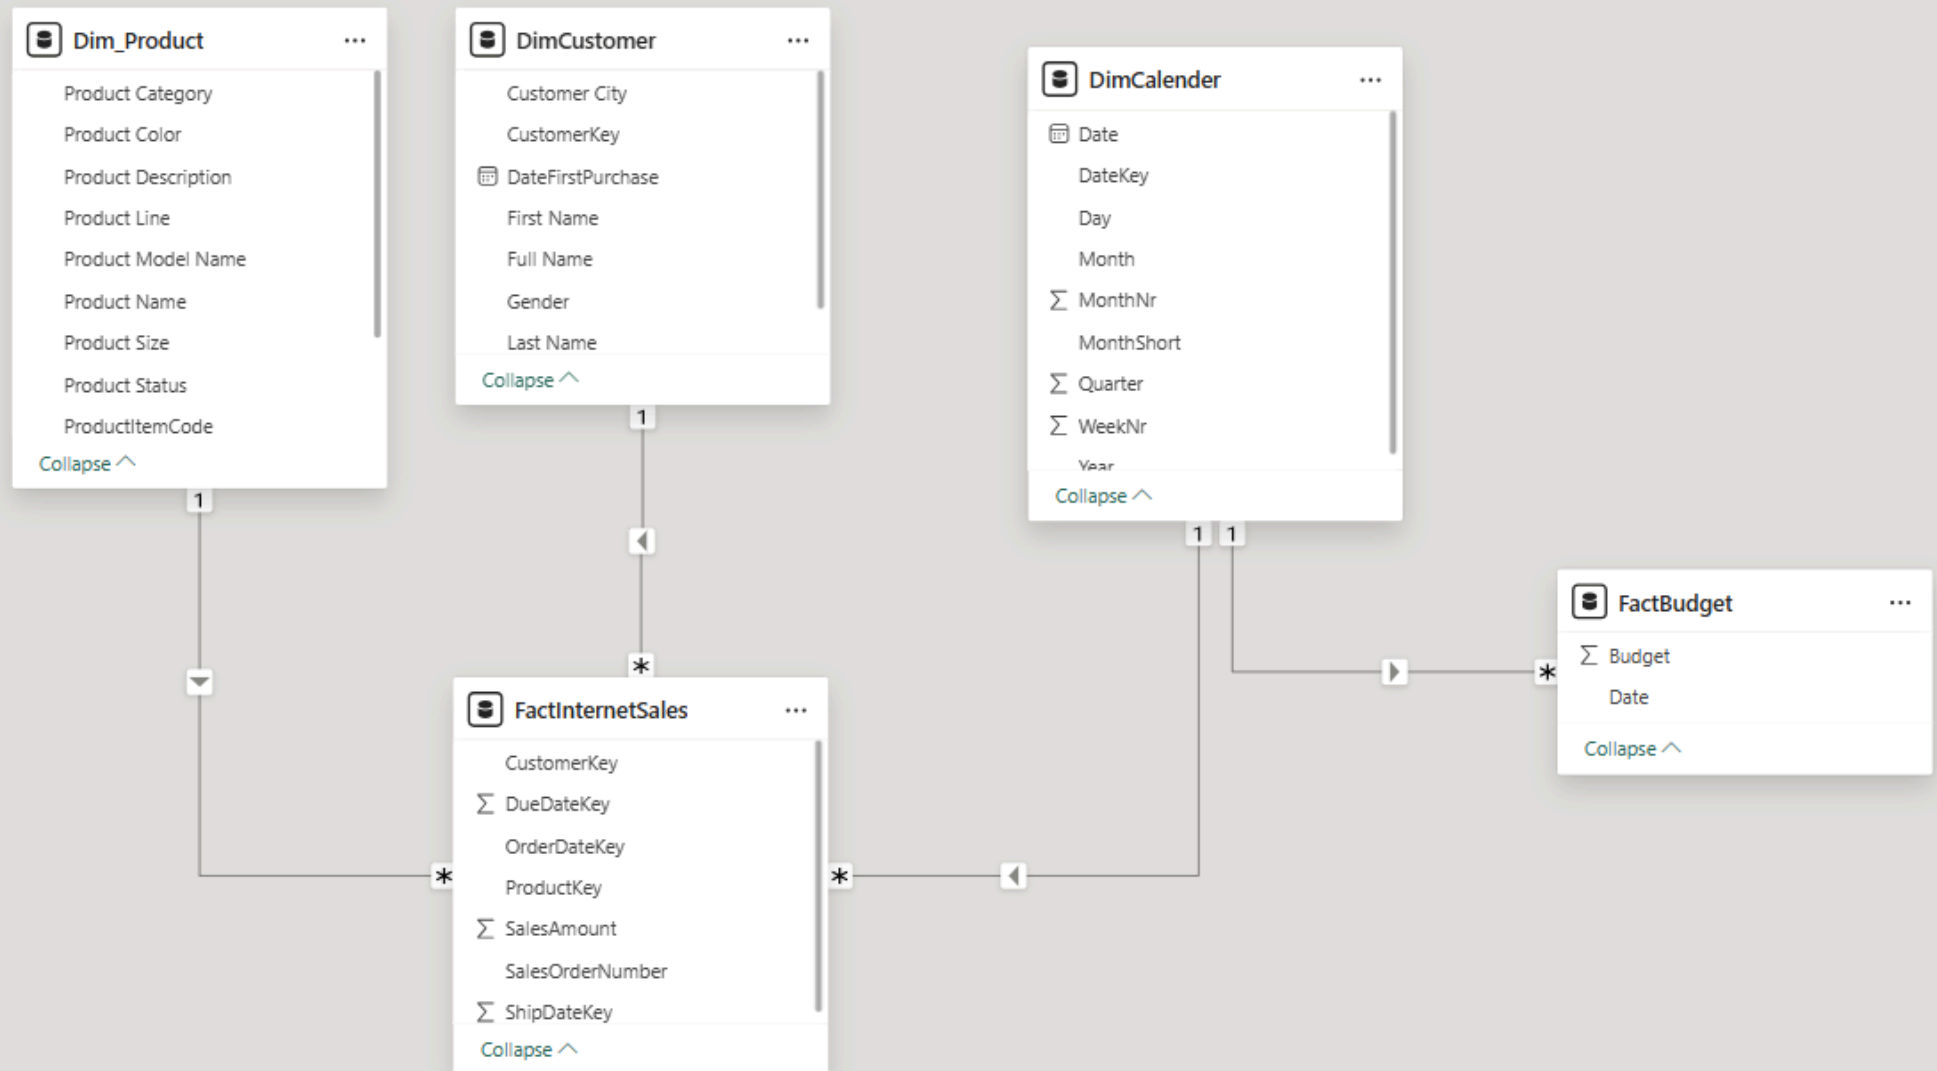 Dim_Product
Product Category
Product Color
Product Description
Product Line
Product Model Name
Product Name
Product Size
Product Status
ProductItemCode
Collapse
1
DimCustomer
Customer City
CustomerKey
DateFirstPurchase
First Name
Full Name
Gender
Last Name
Collapse
1
*
DimCalender
Date
DateKey
Day
Month
Σ MonthNr
MonthShort
Σ Quarter
Σ WeekNr
Year
Collapse
1 1
FactBudget
Σ Budget
* Date
Collapse
FactInternetSales
CustomerKey
Σ DueDateKey
OrderDateKey
* ProductKey *
Σ SalesAmount
SalesOrderNumber
Σ ShipDateKey
Collapse